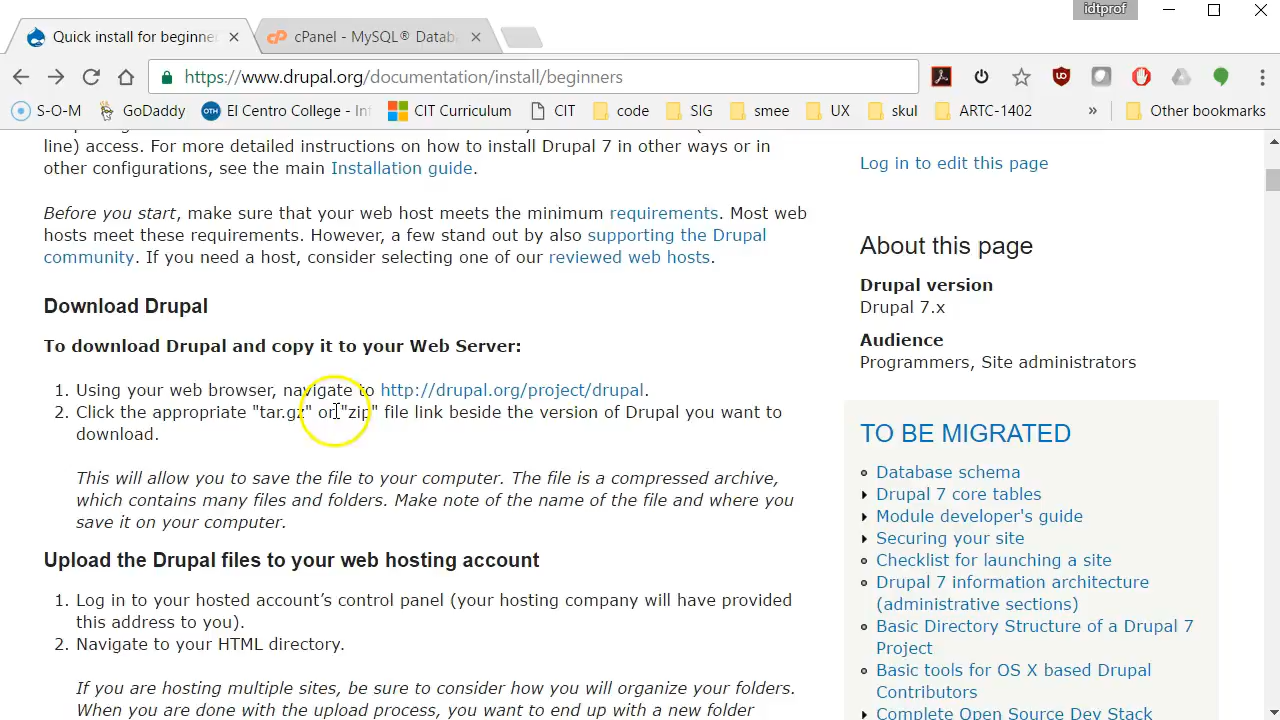 idtprof
Quick install for beginne
cPanel - MySQL® Datab
https://www.drupal.org/documentation/install/beginners
S-O-M
GoDaddy
OTH
El Centro College - In
CIT Curriculum
CIT
code
SIG
smee
UX
skul
ARTC-1402
»
Other bookmarks
line) access. For more detailed instructions on how to install Drupal 7 in other ways or in
other configurations, see the main Installation guide.
Before you start, make sure that your web host meets the minimum requirements. Most web
hosts meet these requirements. However, a few stand out by also supporting the Drupal
community. If you need a host, consider selecting one of our reviewed web hosts.
Download Drupal
To download Drupal and copy it to your Web Server:
1. Using your web browser, navigate to http://drupal.org/project/drupal.
2. Click the appropriate "tar.gz" or "zip" file link beside the version of Drupal you want to
download.
This will allow you to save the file to your computer. The file is a compressed archive,
which contains many files and folders. Make note of the name of the file and where you
save it on your computer.
Upload the Drupal files to your web hosting account
1. Log in to your hosted account’s control panel (your hosting company will have provided
this address to you).
2. Navigate to your HTML directory.
If you are hosting multiple sites, be sure to consider how you will organize your folders.
When you are done with the upload process, you want to end up with a new folder
Log in to edit this page
About this page
Drupal version
Drupal 7.x
Audience
Programmers, Site administrators
TO BE MIGRATED
Database schema
Drupal 7 core tables
Module developer's guide
Securing your site
Checklist for launching a site
Drupal 7 information architecture
(administrative sections)
Basic Directory Structure of a Drupal 7
Project
Basic tools for OS X based Drupal
Contributors
Complete Open Source Dev Stack